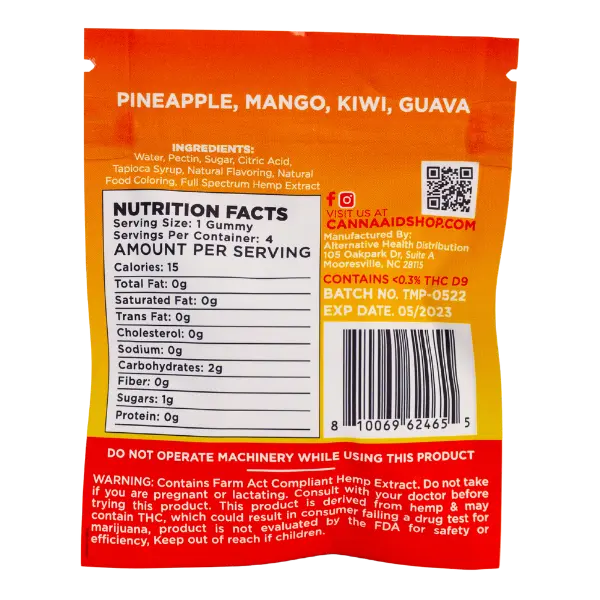 PINEAPPLE, MANGO, KIWI, GUAVA
INGREDIENTS:
Water, Pectin, Sugar, Citric Acid,
Tapioca Syrup, Natural Flavoring, Natural
Food Coloring, Full Spectrum Hemp Extract
NUTRITION FACTS
Serving Size: 1 Gummy
Servings Per Container: 4
AMOUNT PER SERVING
Calories: 15
Total Fat: 0g
Saturated Fat: 0g
Trans Fat: 0g
Cholesterol: 0g
Sodium: 0g
Carbohydrates: 2g
Fiber: 0g
Sugars: 1g
Protein: 0g
VISIT US AT
CANNAAIDSHOP.COM
Manufactured By:
Alternative Health Distribution
105 Oakpark Dr, Suite A
Mooresville, NC 28115
CONTAINS <0.3% THC D9
BATCH NO. TMP-0522
EXP DATE. 05/2023
8 10069 62465 5
DO NOT OPERATE MACHINERY WHILE USING THIS PRODUCT
WARNING: Contains Farm Act Compliant Hemp Extract. Do not take
if you are pregnant or lactating. Consult with your doctor before
trying this product. This product is derived from hemp & may
contain THC, which could result in consumer failing a drug test for
marijuana, product is not evaluated by the FDA for safety or
efficiency, Keep out of reach if children.